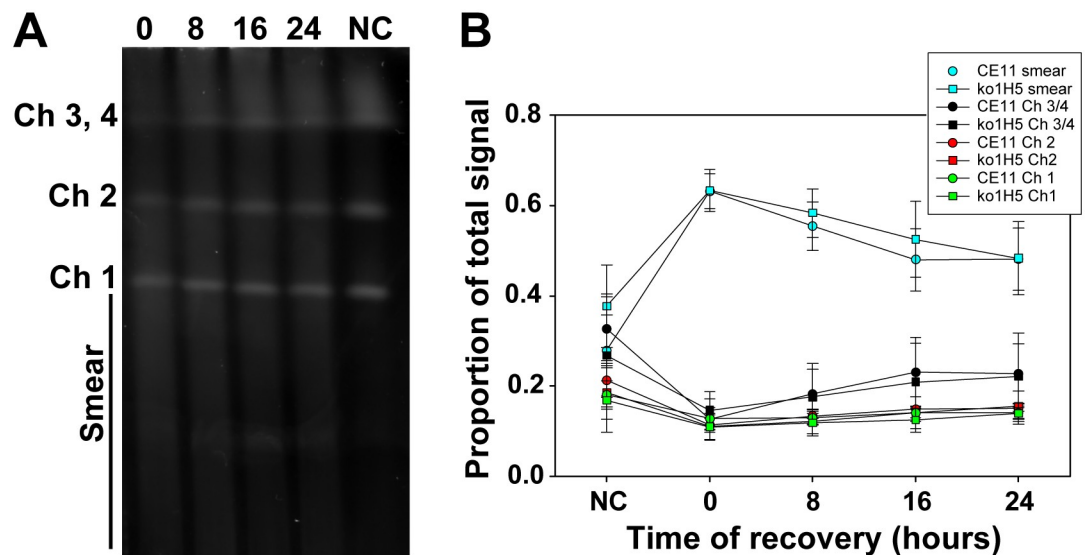 A
0 8 16 24 NC
Ch 3, 4
Ch 2
Ch 1
Smear
B
CE11 smear
ko1H5 smear
CE11 Ch 3/4
ko1H5 Ch 3/4
CE11 Ch 2
ko1H5 Ch2
CE11 Ch 1
ko1H5 Ch1
Proportion of total signal
0.8
0.6
0.4
0.2
0.0
NC 0 8 16 24
Time of recovery (hours)